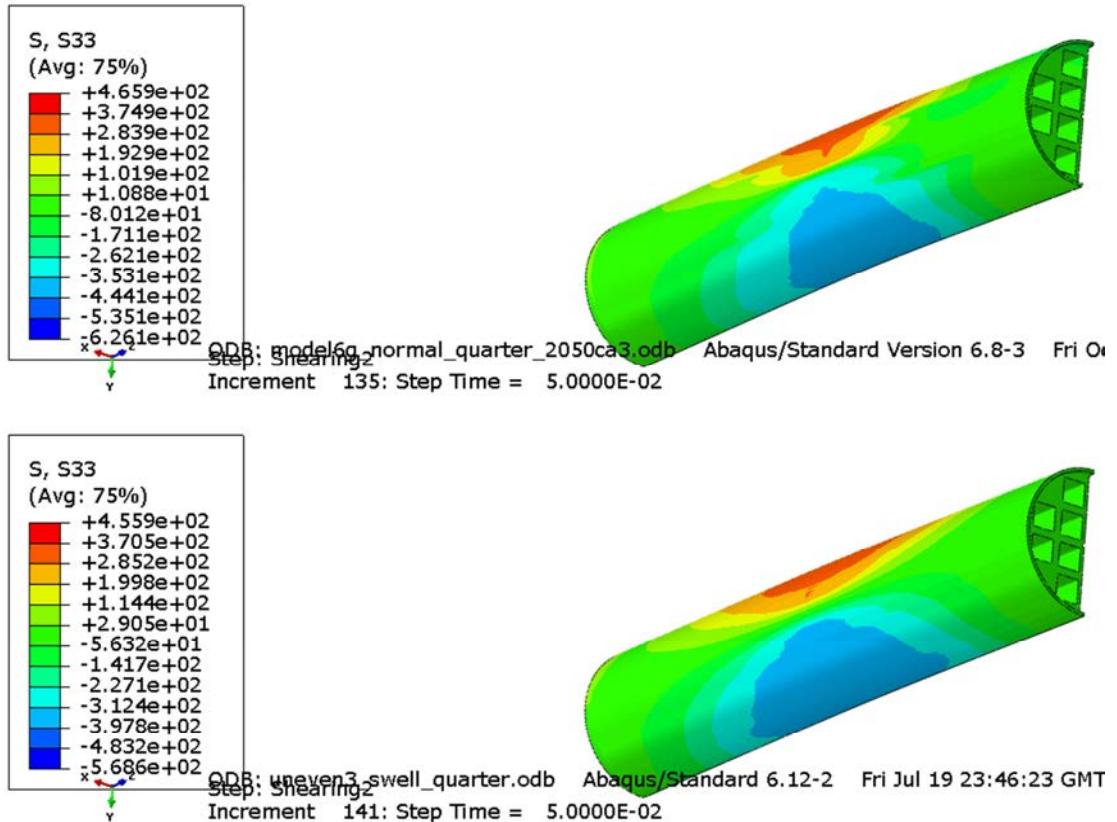 S, S33
(Avg: 75%)
+4.659e+02
+3.749e+02
+2.839e+02
+1.929e+02
+1.019e+02
+1.088e+01
-8.012e+01
-1.711e+02
-2.621e+02
-3.531e+02
-4.441e+02
-5.351e+02
-6.261e+02
X Z
Y
ODB: model6g_normal_quarter_2050ca3.odb Abaqus/Standard Version 6.8-3 Fri Oc
Step: Shearing2
Increment 135: Step Time = 5.0000E-02
S, S33
(Avg: 75%)
+4.559e+02
+3.705e+02
+2.852e+02
+1.998e+02
+1.144e+02
+2.905e+01
-5.632e+01
-1.417e+02
-2.271e+02
-3.124e+02
-3.978e+02
-4.832e+02
-5.686e+02
X Z
Y
ODB: uneven3_swell_quarter.odb Abaqus/Standard 6.12-2 Fri Jul 19 23:46:23 GMT
Step: Shearing2
Increment 141: Step Time = 5.0000E-02